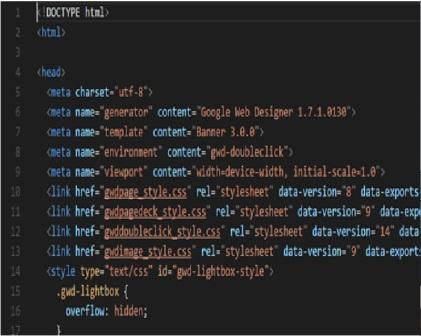 1 <!DOCTYPE html>
2 <html>
3
4 <head>
5 <meta charset="utf-8">
6 <meta name="generator" content="Google Web Designer 1.7.1.0130">
7 <meta name="template" content="Banner 3.0.0">
8 <meta name="environment" content="gwd-doubleclick">
9 <meta name="viewport" content="width=device-width, initial-scale=1.0">
10 <link href="gwdpage_style.css" rel="stylesheet" data-version="8" data-exports
11 <link href="gwdpagedeck_style.css" rel="stylesheet" data-version="9" data-exp
12 <link href="gwddoubleclick_style.css" rel="stylesheet" data-version="14" data
13 <link href="gwdimage_style.css" rel="stylesheet" data-version="9" data-export
14 <style type="text/css" id="gwd-lightbox-style">
15 .gwd-lightbox {
16 overflow: hidden;
17 }